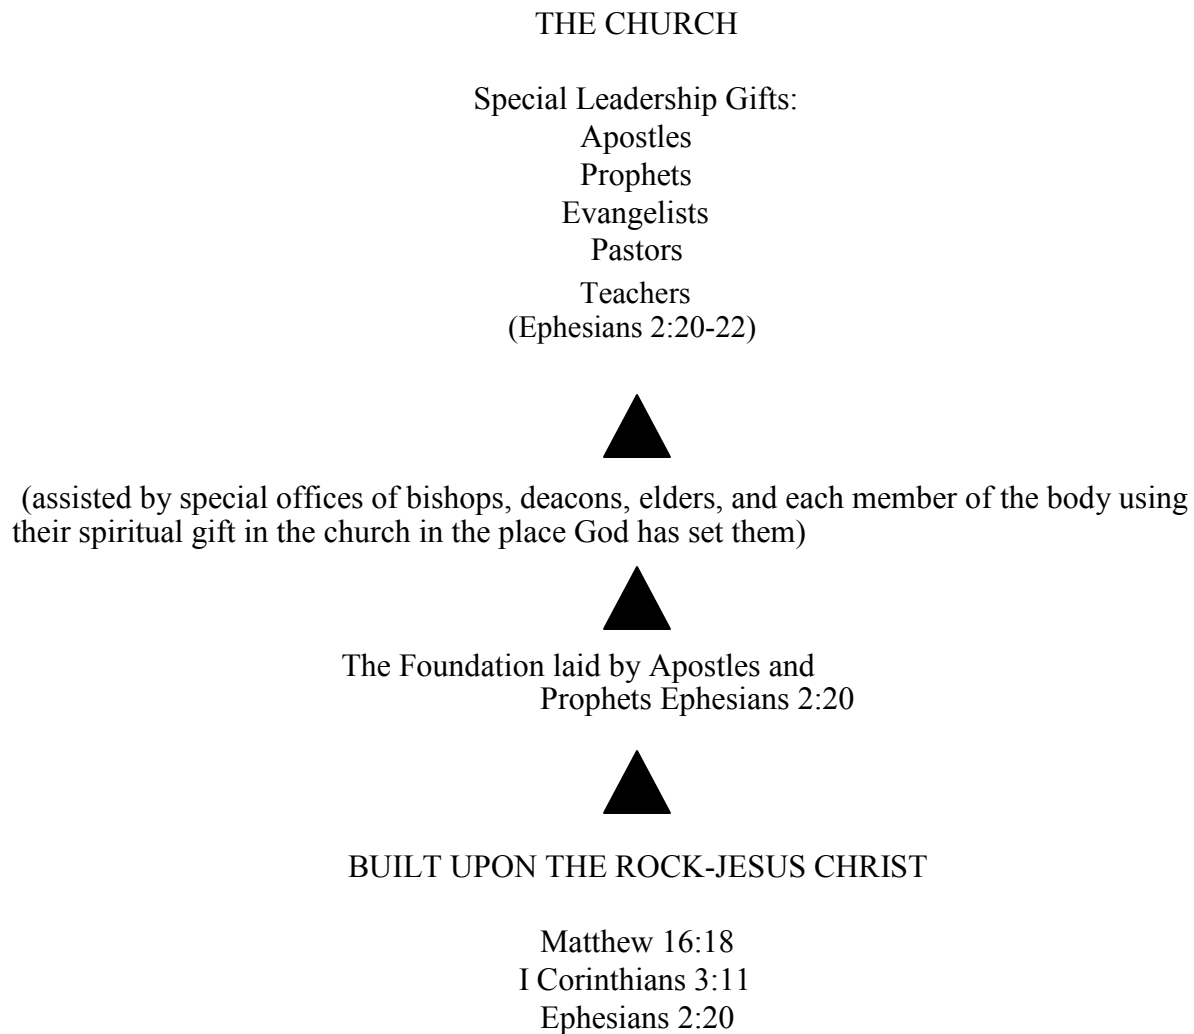 THE CHURCH
Special Leadership Gifts:
Apostles
Prophets
Evangelists
Pastors
Teachers
(Ephesians 2:20-22)
(assisted by special offices of bishops, deacons, elders, and each member of the body using
their spiritual gift in the church in the place God has set them)
The Foundation laid by Apostles and
Prophets Ephesians 2:20
BUILT UPON THE ROCK-JESUS CHRIST
Matthew 16:18
I Corinthians 3:11
Ephesians 2:20